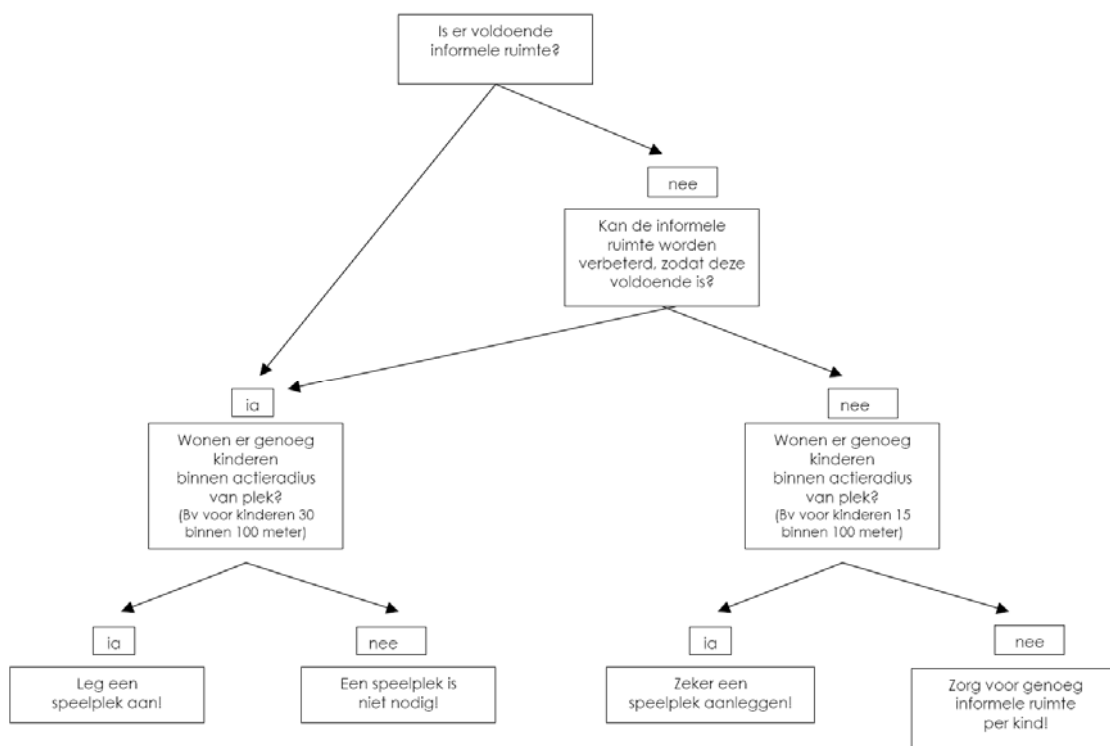 Is er voldoende
informele ruimte?
nee
Kan de informele
ruimte worden
verbeterd, zodat deze
voldoende is?
ja
Wonen er genoeg
kinderen
binnen actieradius
van plek?
(Bv voor kinderen 30
binnen 100 meter)
nee
Wonen er genoeg
kinderen
binnen actieradius
van plek?
(Bv voor kinderen 15
binnen 100 meter)
ja
Leg een
speelplek aan!
nee
Een speelplek is
niet nodig!
ja
Zeker een
speelplek aanleggen!
nee
Zorg voor genoeg
informele ruimte
per kind!